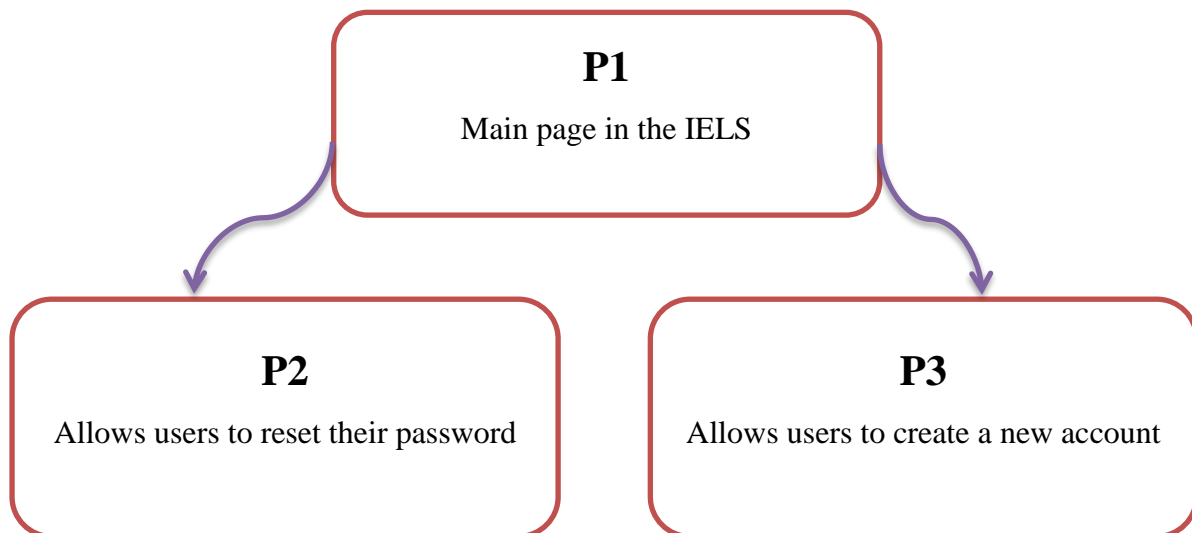 P1
Main page in the IELS
P2
Allows users to reset their password
P3
Allows users to create a new account